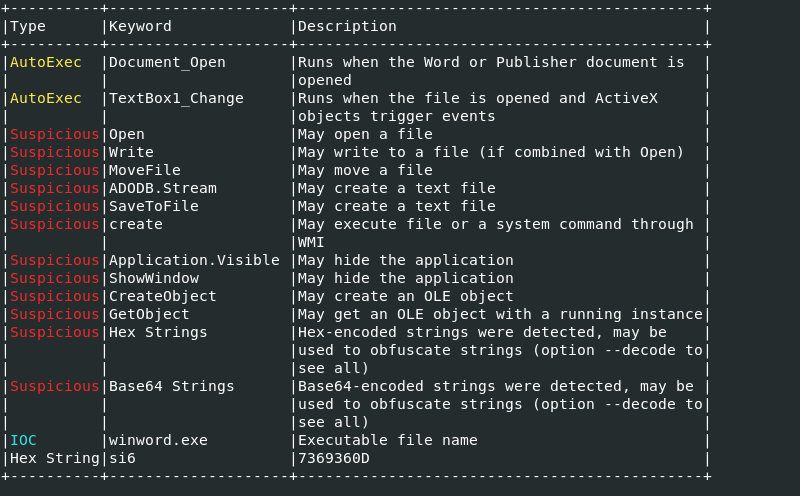 +----------+--------------------+---------------------------------------------+
|Type      |Keyword             |Description                                  |
+----------+--------------------+---------------------------------------------+
|AutoExec  |Document_Open       |Runs when the Word or Publisher document is  |
|          |                    |opened                                       |
|AutoExec  |TextBox1_Change     |Runs when the file is opened and ActiveX     |
|          |                    |objects trigger events                       |
|Suspicious|Open                |May open a file                              |
|Suspicious|Write               |May write to a file (if combined with Open)  |
|Suspicious|MoveFile            |May move a file                              |
|Suspicious|ADODB.Stream        |May create a text file                       |
|Suspicious|SaveToFile          |May create a text file                       |
|Suspicious|create              |May execute file or a system command through |
|          |                    |WMI                                          |
|Suspicious|Application.Visible |May hide the application                     |
|Suspicious|ShowWindow          |May hide the application                     |
|Suspicious|CreateObject        |May create an OLE object                     |
|Suspicious|GetObject           |May get an OLE object with a running instance|
|Suspicious|Hex Strings         |Hex-encoded strings were detected, may be    |
|          |                    |used to obfuscate strings (option --decode to|
|          |                    |see all)                                     |
|Suspicious|Base64 Strings      |Base64-encoded strings were detected, may be |
|          |                    |used to obfuscate strings (option --decode to|
|          |                    |see all)                                     |
|IOC       |winword.exe         |Executable file name                         |
|Hex String|si6                 |7369360D                                     |
+----------+--------------------+---------------------------------------------+